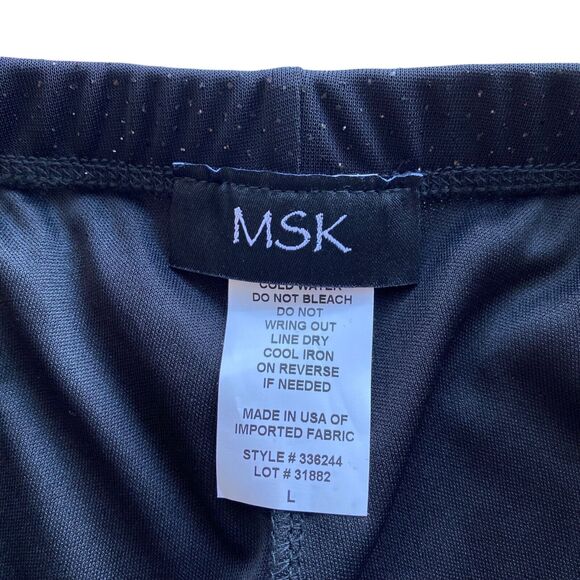 MSK
COLD WATER
DO NOT BLEACH
DO NOT
WRING OUT
LINE DRY
COOL IRON
ON REVERSE
IF NEEDED
MADE IN USA OF
IMPORTED FABRIC
STYLE # 336244
LOT # 31882
L